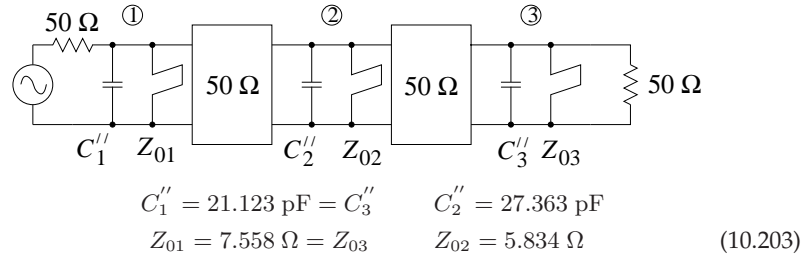 ① ② ③
50 Ω
50 Ω 50 Ω 50 Ω
C₁′′ Z₀₁ C₂′′ Z₀₂ C₃′′ Z₀₃
C₁′′ = 21.123 pF = C₃′′ C₂′′ = 27.363 pF
Z₀₁ = 7.558 Ω = Z₀₃ Z₀₂ = 5.834 Ω (10.203)